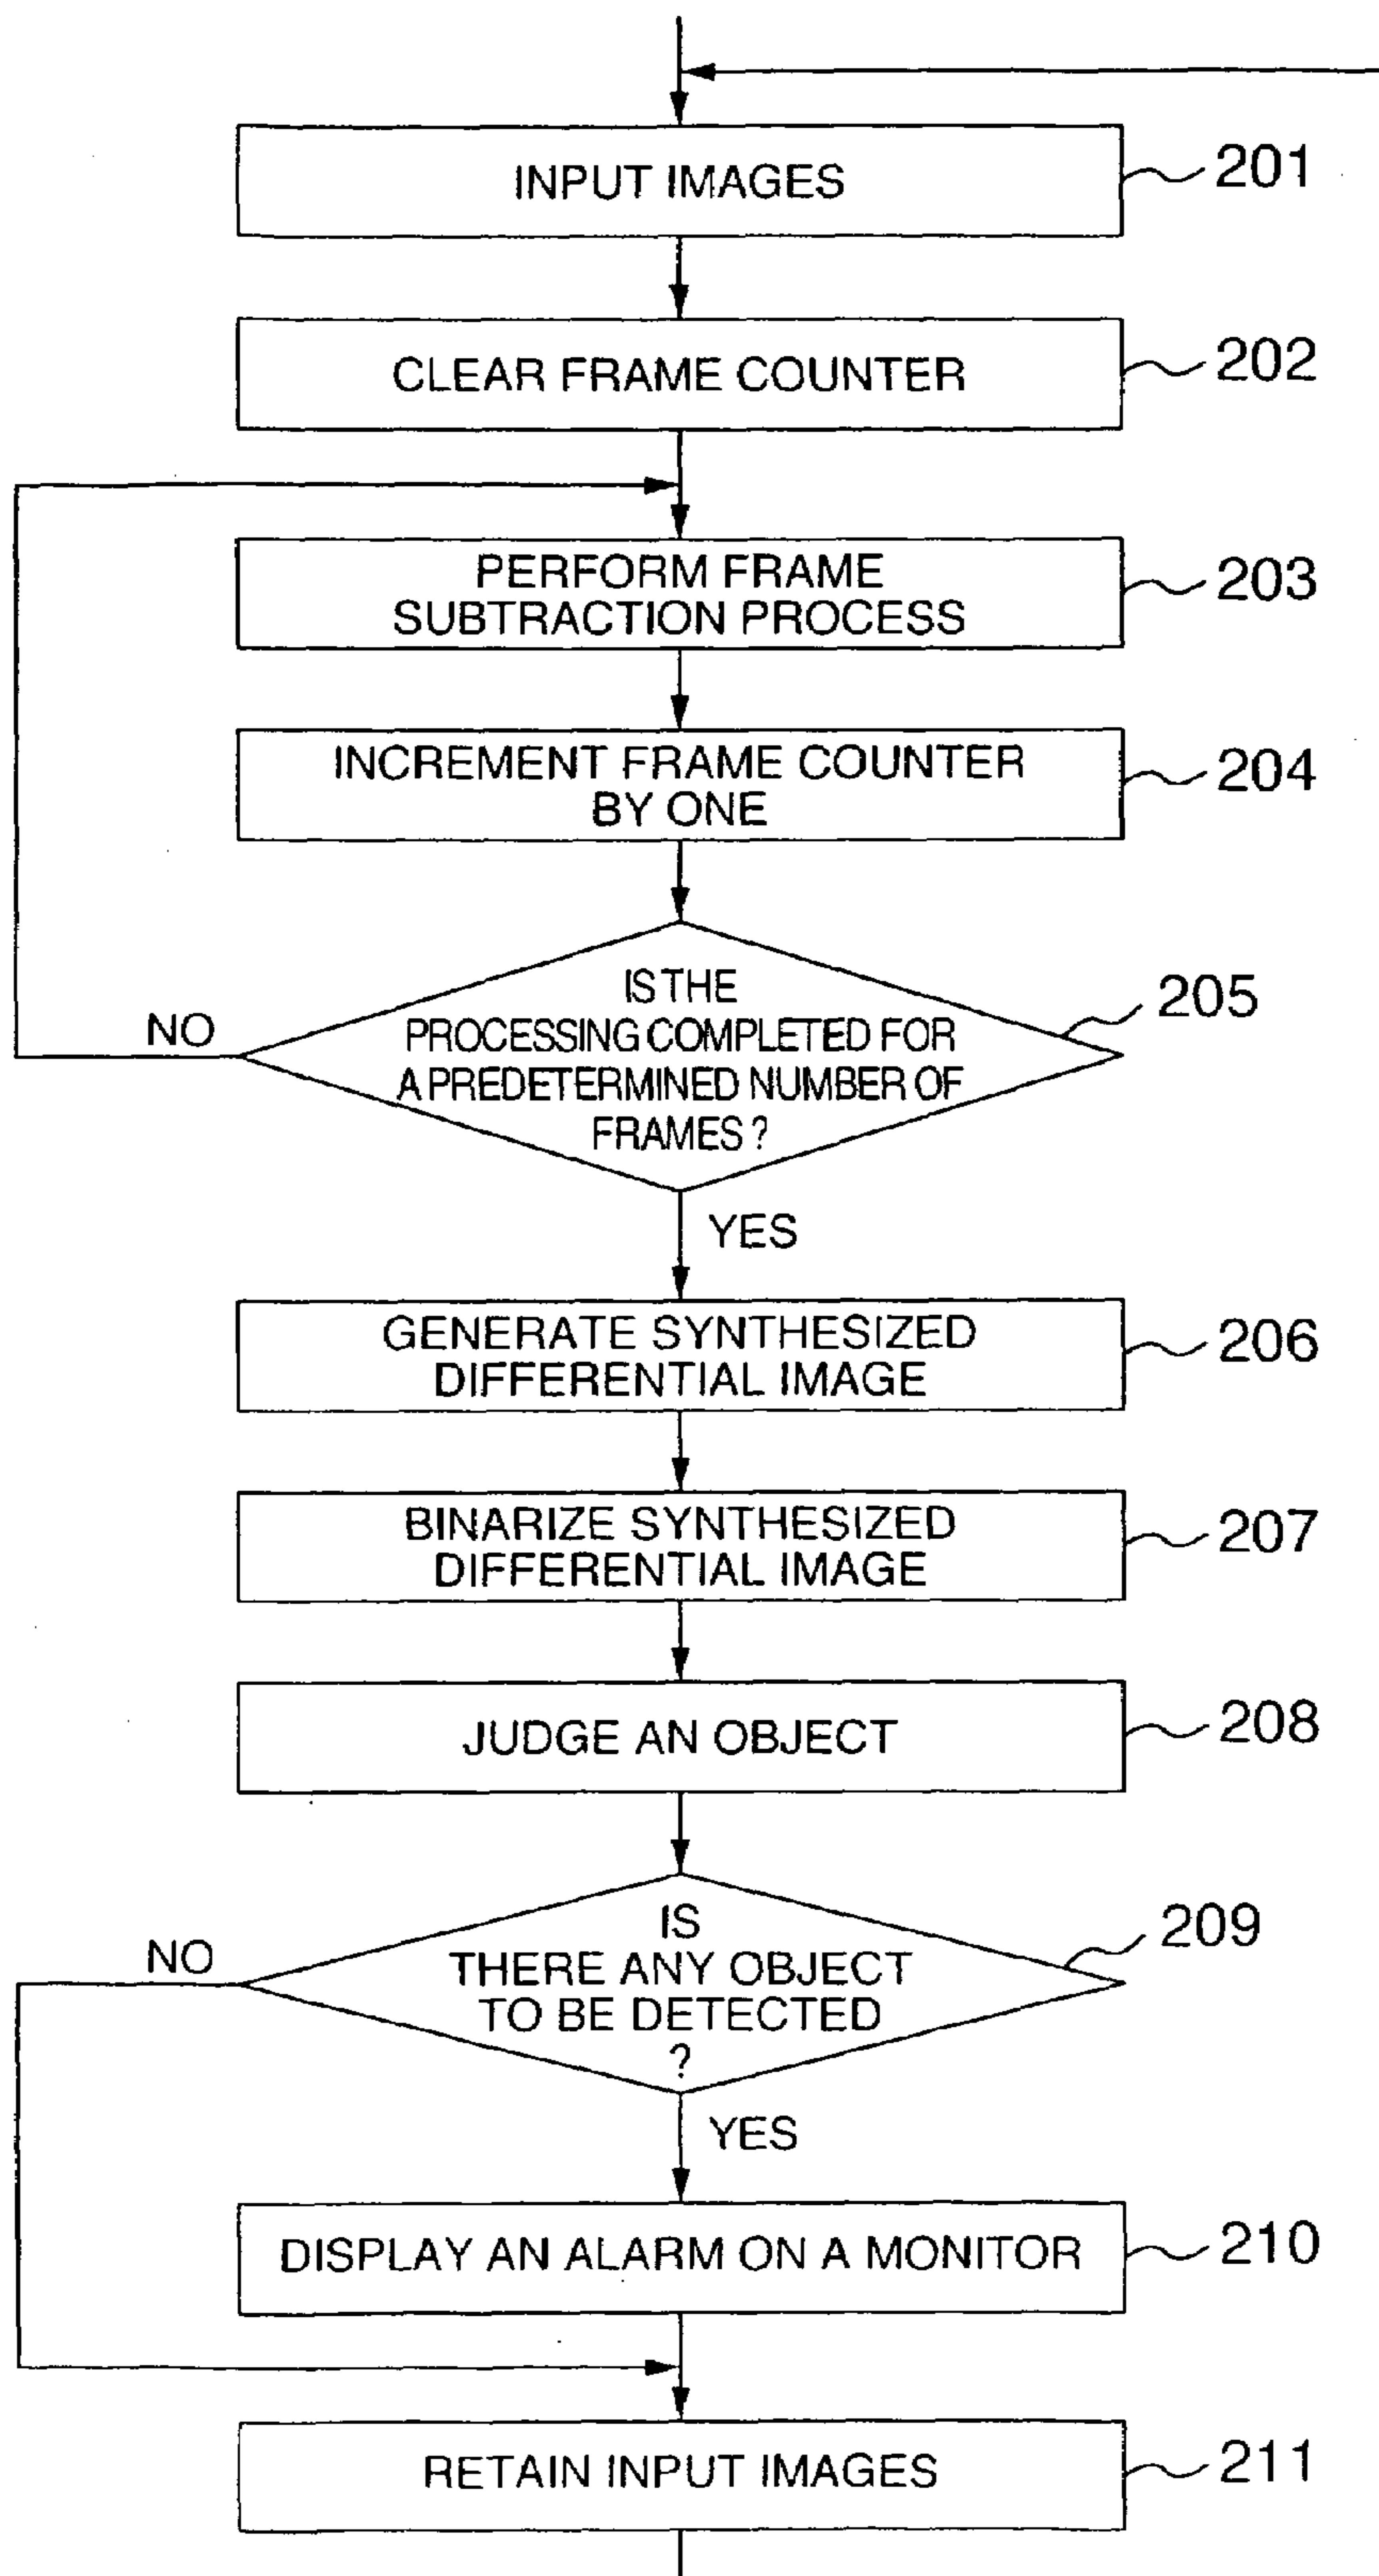 INPUT IMAGES
201
CLEAR FRAME COUNTER
202
PERFORM FRAME
SUBTRACTION PROCESS
203
INCREMENT FRAME COUNTER
BY ONE
204
IS THE
PROCESSING COMPLETED FOR
A PREDETERMINED NUMBER OF
FRAMES ?
205
NO
YES
GENERATE SYNTHESIZED
DIFFERENTIAL IMAGE
206
BINARIZE SYNTHESIZED
DIFFERENTIAL IMAGE
207
JUDGE AN OBJECT
208
IS
THERE ANY OBJECT
TO BE DETECTED
?
209
NO
YES
DISPLAY AN ALARM ON A MONITOR
210
RETAIN INPUT IMAGES
211